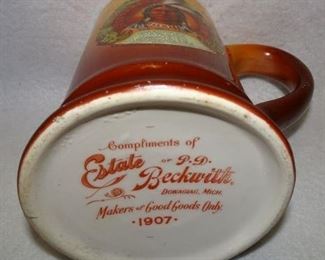 Compliments of
Estate OF P.D.
Beckwith.
DOWAGIAC, MICH.
Makers of Good Goods Only
·1907·